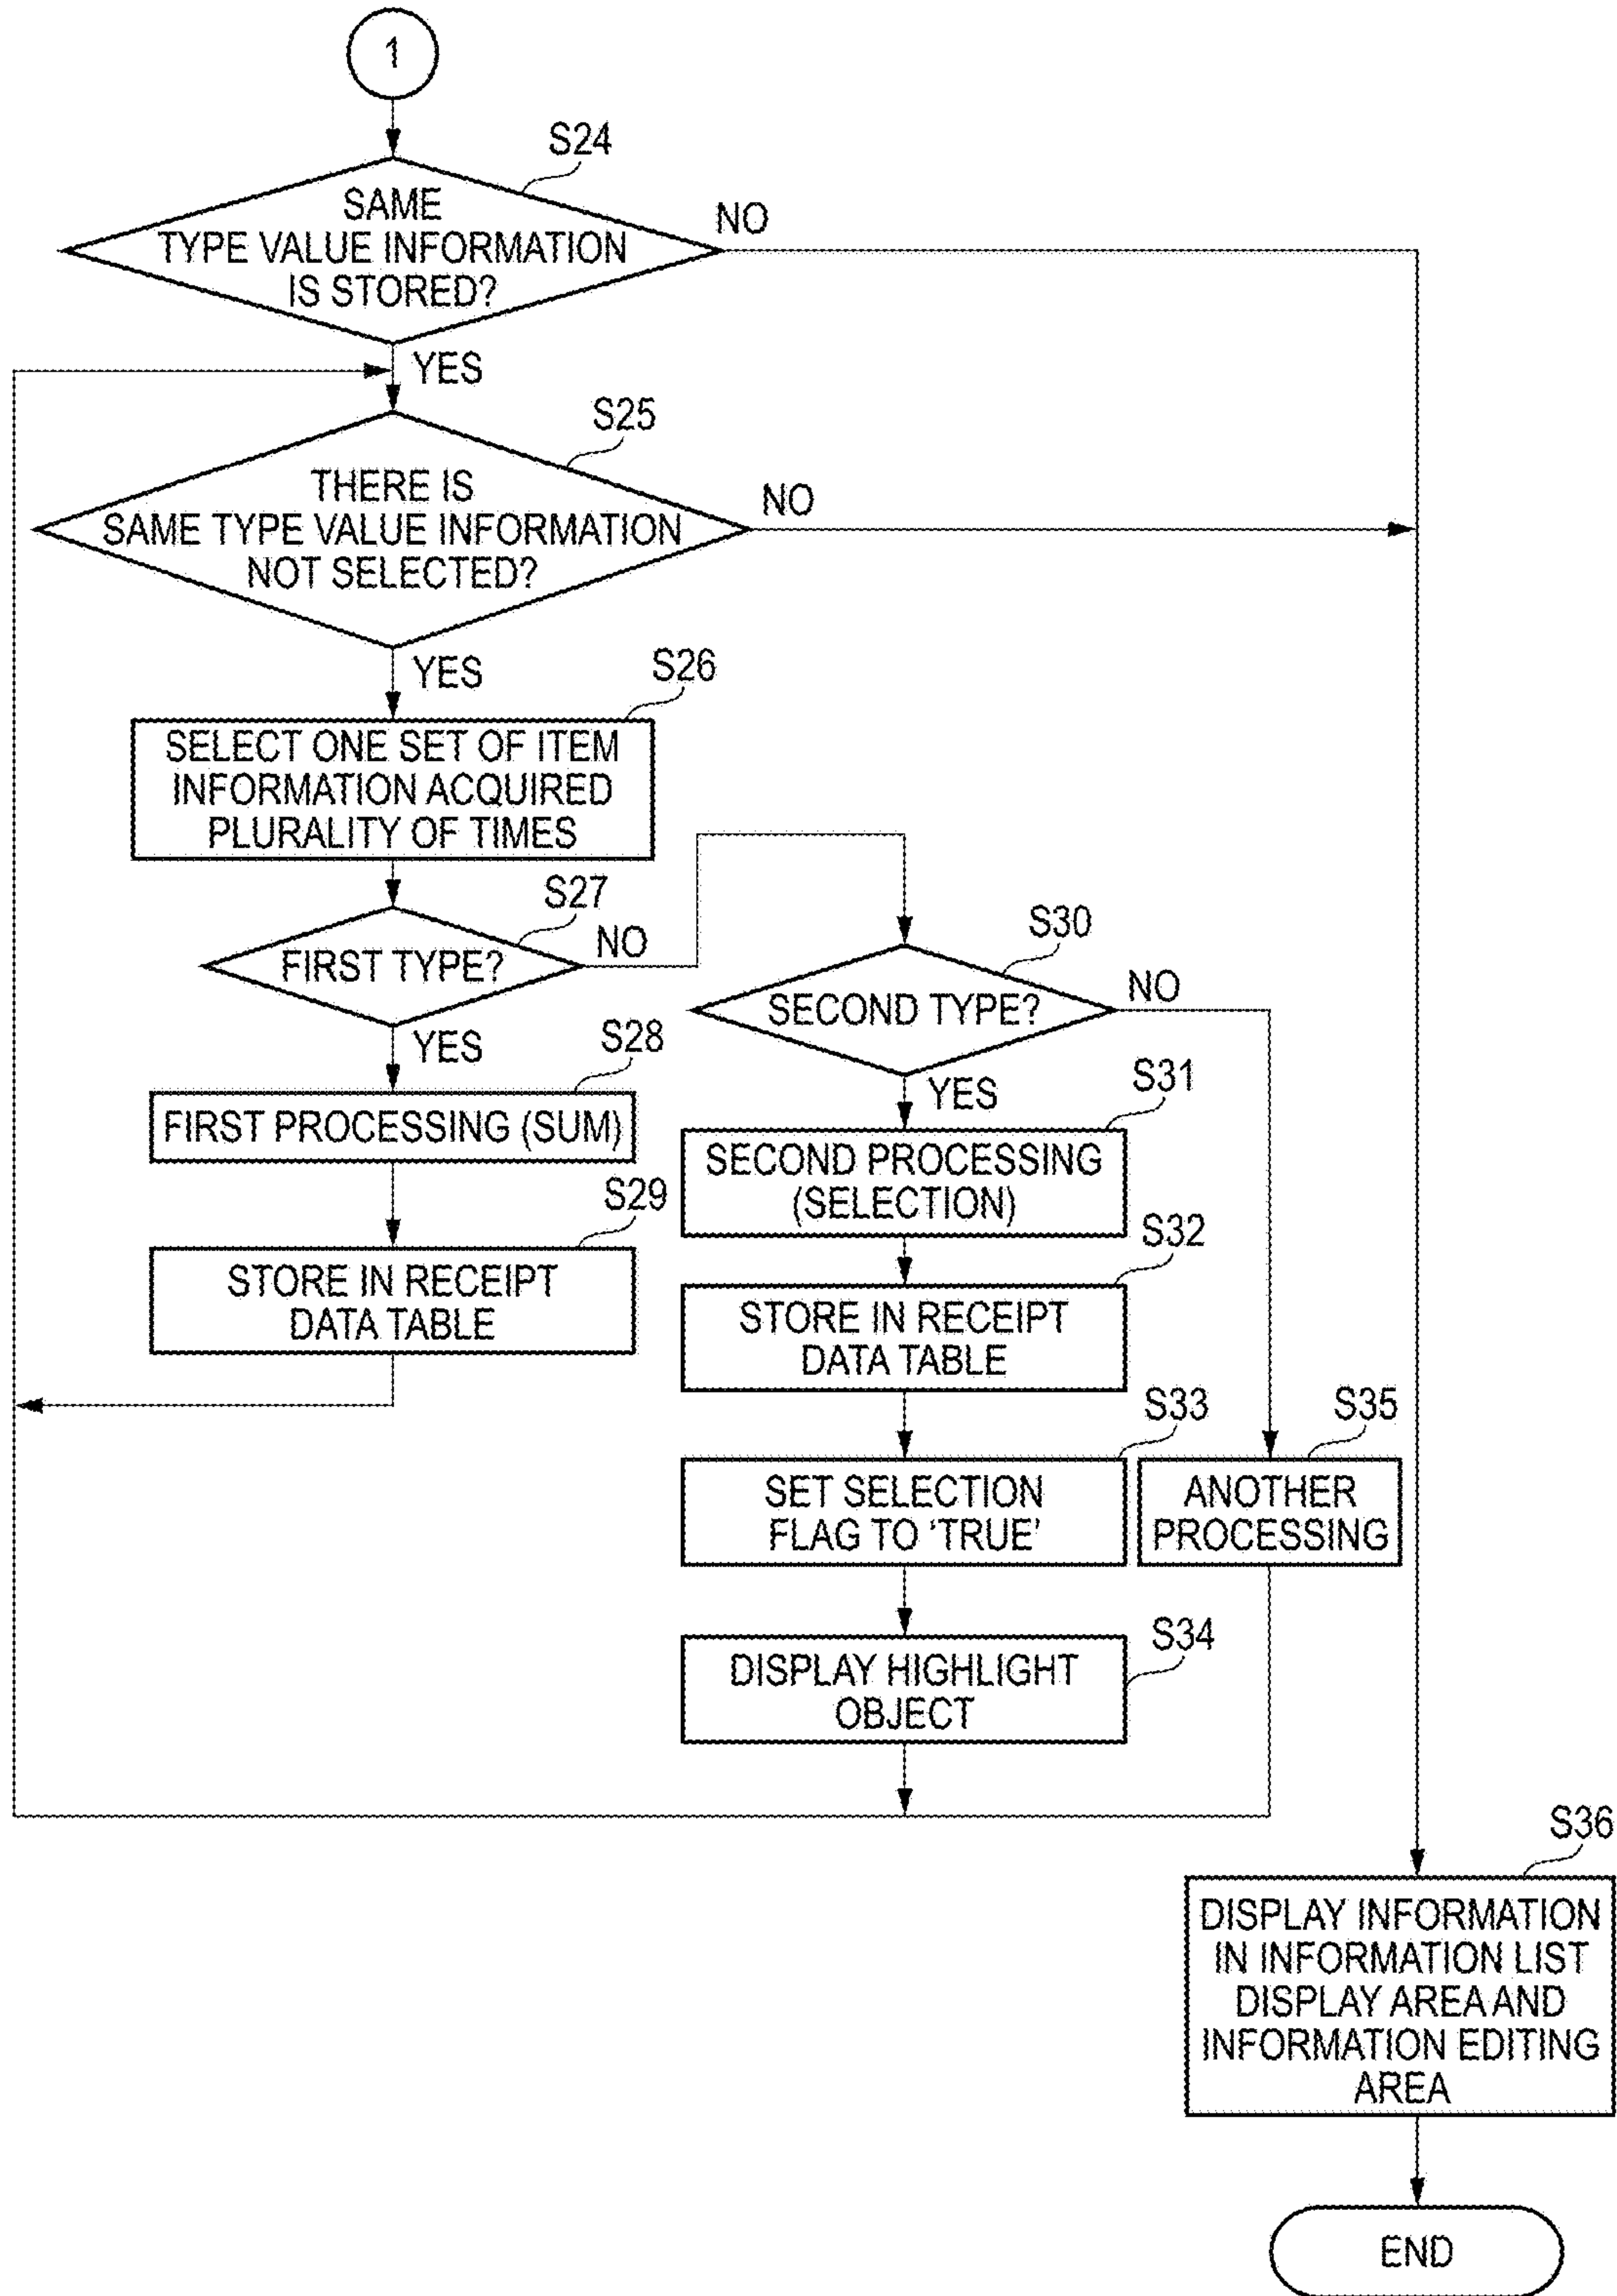 1
S24
SAME
TYPE VALUE INFORMATION
IS STORED?
NO
YES
S25
THERE IS
SAME TYPE VALUE INFORMATION
NOT SELECTED?
NO
YES
S26
SELECT ONE SET OF ITEM
INFORMATION ACQUIRED
PLURALITY OF TIMES
S27
FIRST TYPE?
NO
YES
S28
FIRST PROCESSING (SUM)
S29
STORE IN RECEIPT
DATA TABLE
S30
SECOND TYPE?
NO
YES
S31
SECOND PROCESSING
(SELECTION)
S32
STORE IN RECEIPT
DATA TABLE
S33
SET SELECTION
FLAG TO ‘TRUE’
S34
DISPLAY HIGHLIGHT
OBJECT
S35
ANOTHER
PROCESSING
S36
DISPLAY INFORMATION
IN INFORMATION LIST
DISPLAY AREA AND
INFORMATION EDITING
AREA
END